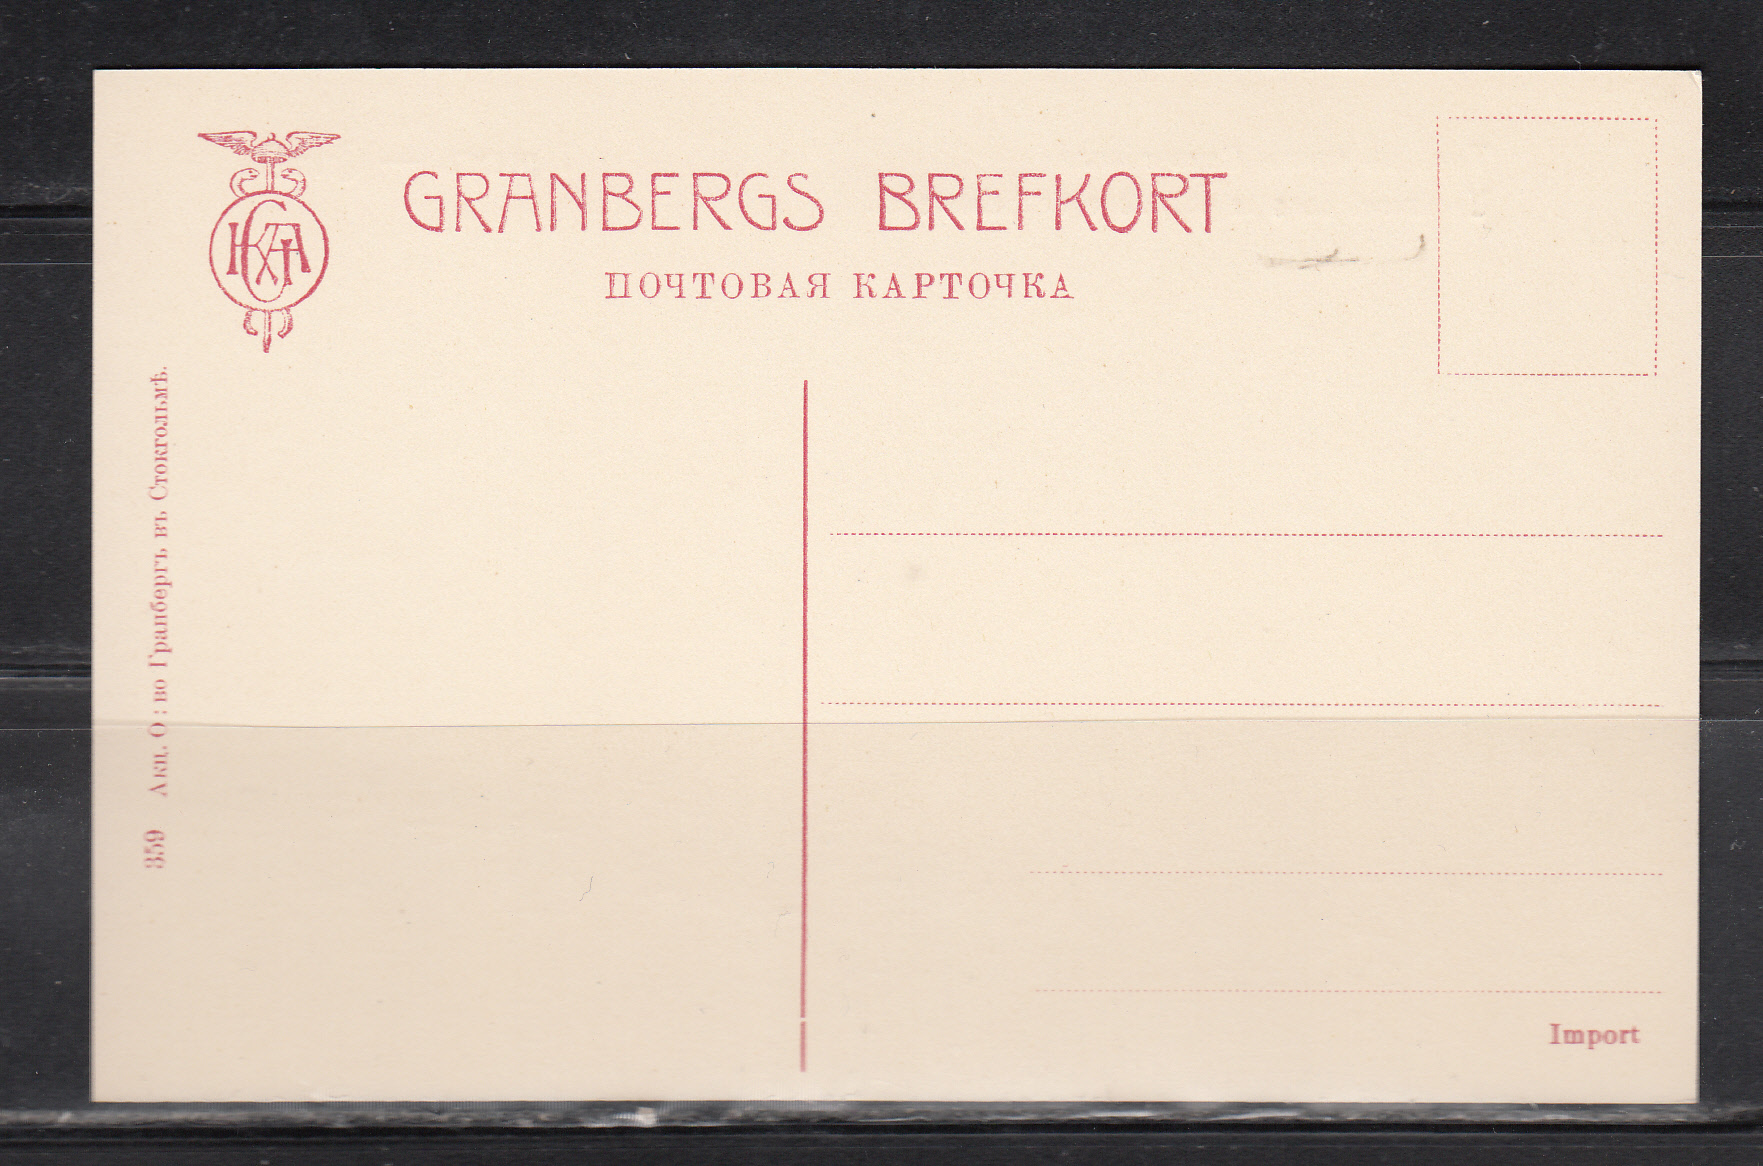 GRANBERGS BREFKORT
ПОЧТОВАЯ КАРТОЧКА
359 Акц. О: во Гранбергъ въ Стокгольмѣ.
Import